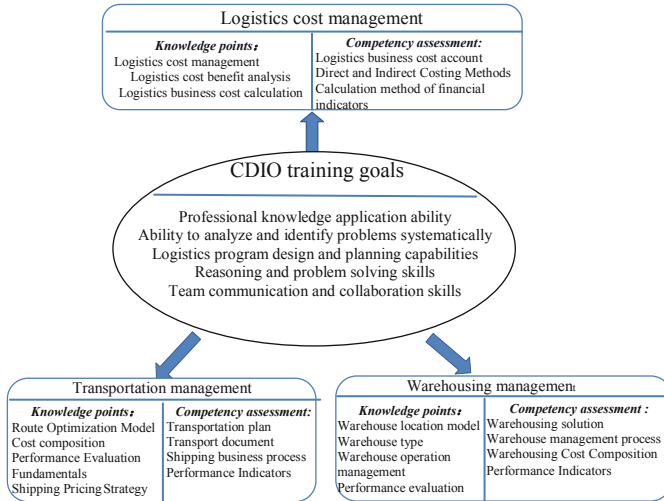 Logistics cost management
Knowledge points：
Logistics cost management
Logistics cost benefit analysis
Logistics business cost calculation
Competency assessment:
Logistics business cost account
Direct and Indirect Costing Methods
Calculation method of financial
indicators
CDIO training goals
Professional knowledge application ability
Ability to analyze and identify problems systematically
Logistics program design and planning capabilities
Reasoning and problem solving skills
Team communication and collaboration skills
Transportation management
Knowledge points：
Route Optimization Model
Cost composition
Performance Evaluation
Fundamentals
Shipping Pricing Strategy
Competency assessment:
Transportation plan
Transport document
Shipping business process
Performance Indicators
Warehousing management
Knowledge points：
Warehouse location model
Warehouse type
Warehouse operation
management
Performance evaluation
Competency assessment :
Warehousing solution
Warehouse management process
Warehousing Cost Composition
Performance Indicators